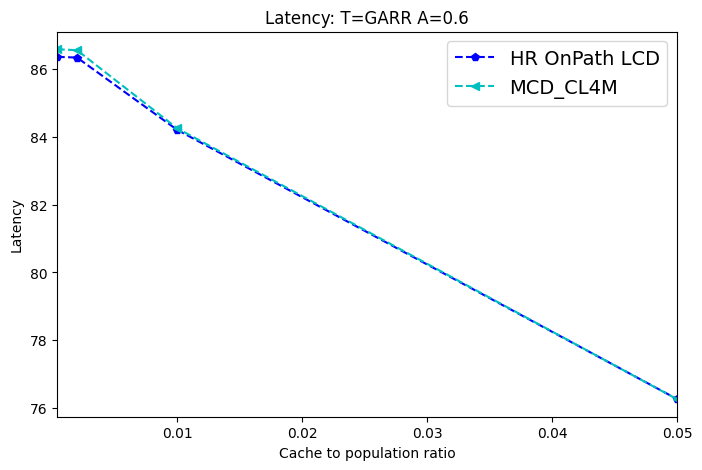 Latency: T=GARR A=0.6
HR OnPath LCD
MCD_CL4M
86
84
82
80
78
76
Latency
0.01
0.02
0.03
0.04
0.05
Cache to population ratio